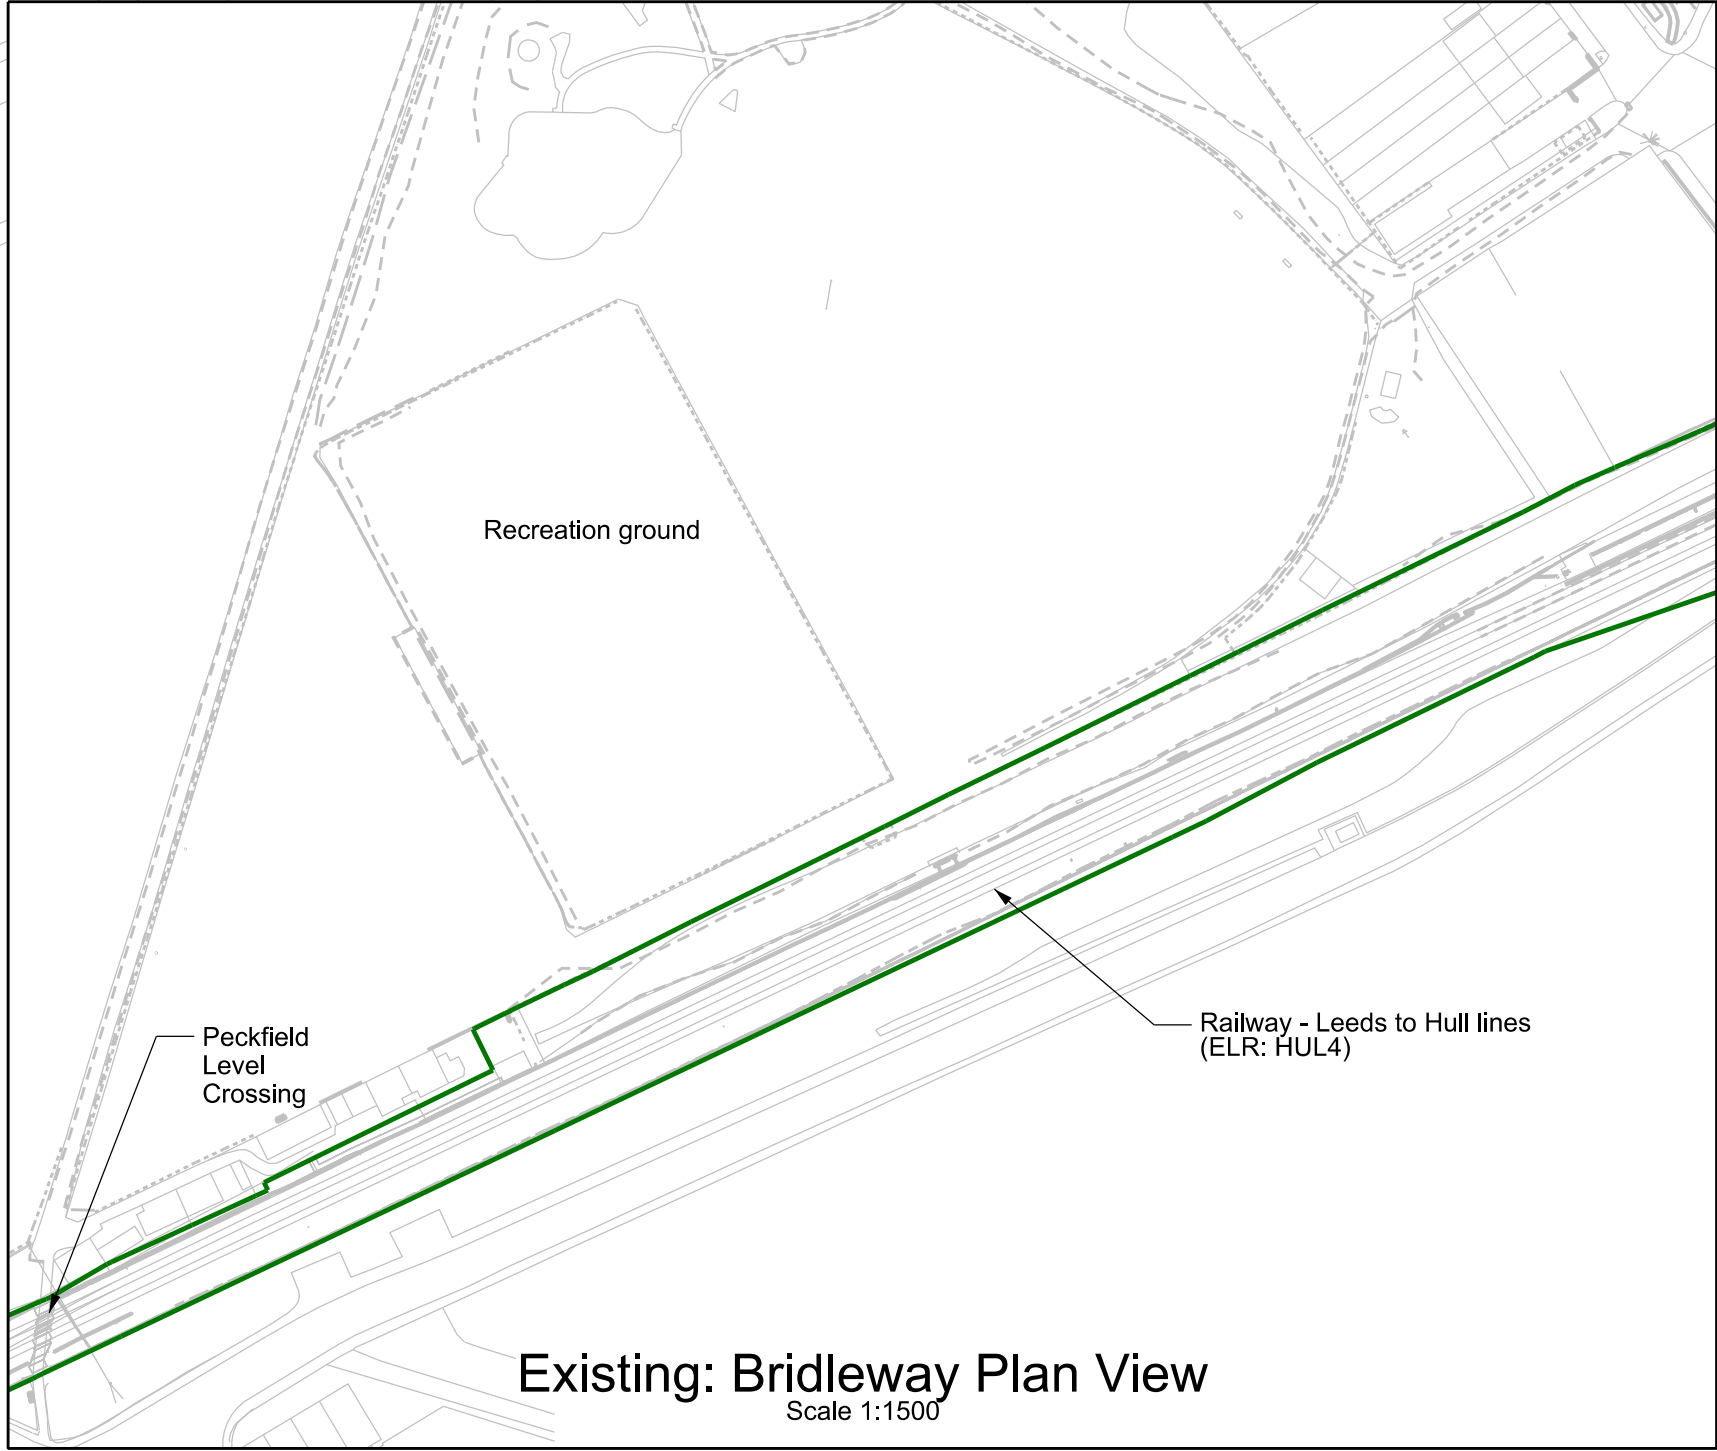 Recreation ground
Peckfield
Level
Crossing
Railway - Leeds to Hull lines
(ELR: HUL4)
Existing: Bridleway Plan View
Scale 1:1500